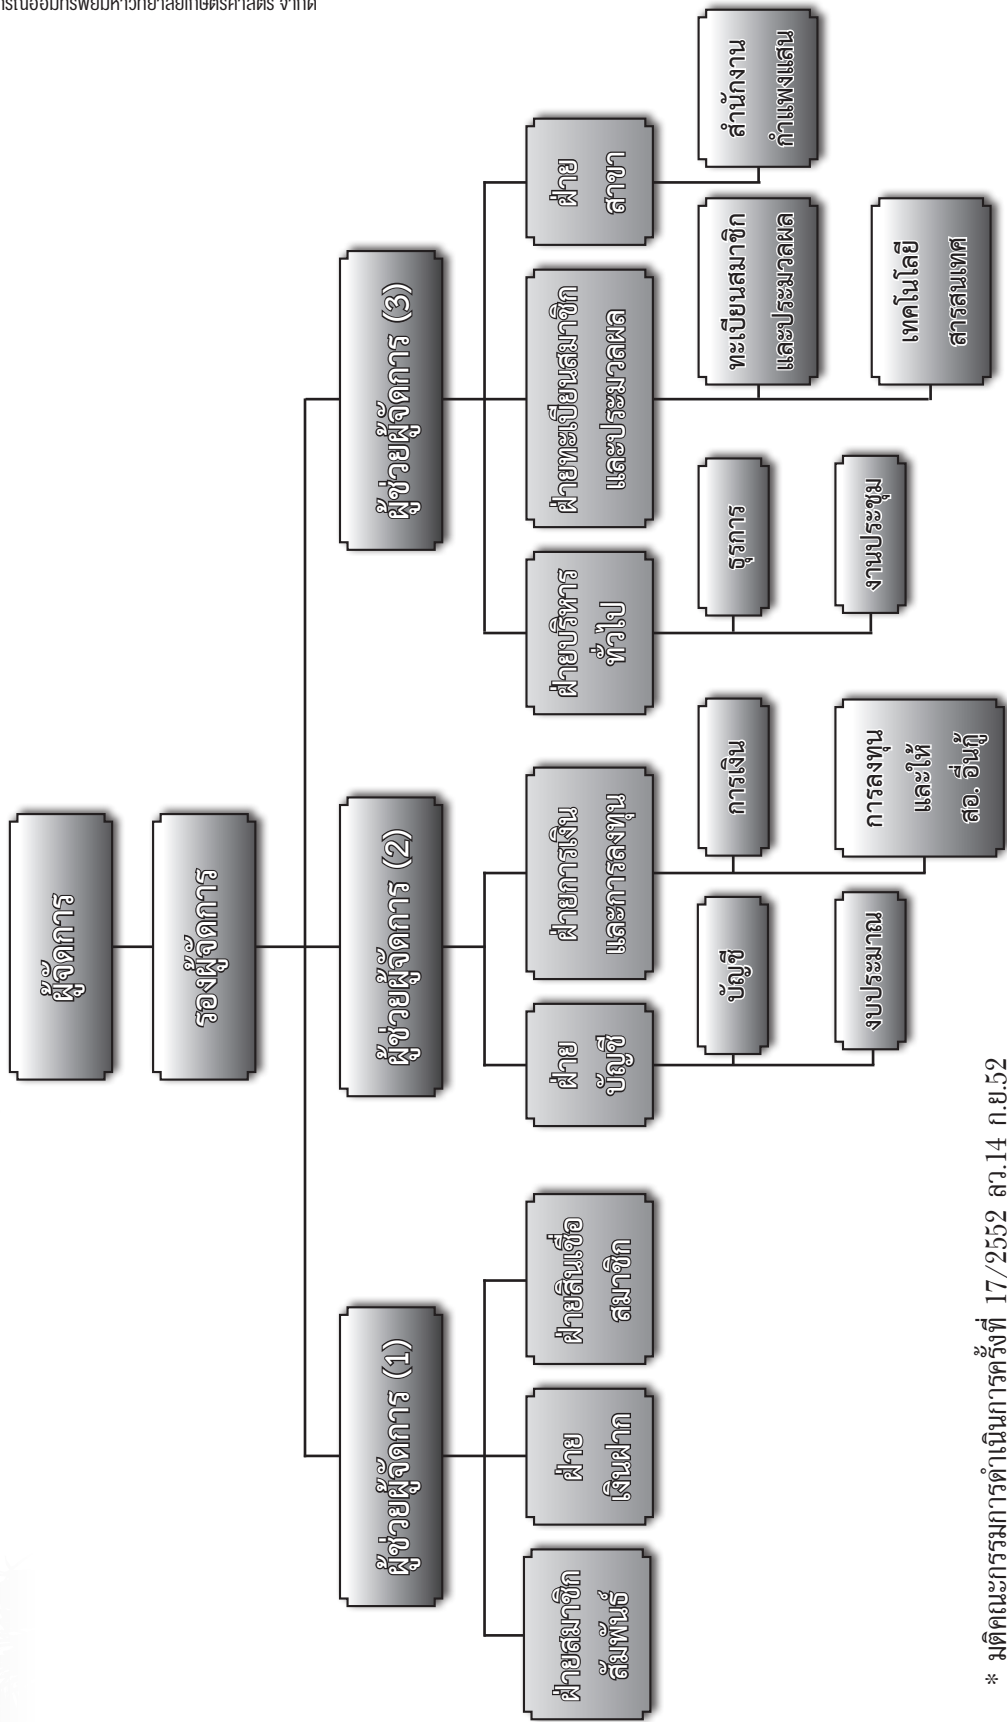 ผู้จัดการ
รองผู้จัดการ
ผู้ช่วยผู้จัดการ (1)
ผู้ช่วยผู้จัดการ (2)
ผู้ช่วยผู้จัดการ (3)
ฝ่ายสมาชิก
สัมพันธ์
ฝ่าย
เงินฝาก
ฝ่ายสินเชื่อ
สมาชิก
ฝ่าย
บัญชี
ฝ่ายการเงิน
และการลงทุน
ฝ่ายบริหาร
ทั่วไป
ฝ่ายทะเบียนสมาชิก
และประมวลผล
ฝ่าย
สาขา
บัญชี
งบประมาณ
การเงิน
การลงทุน
และให้
สอ. อื่นกู้
ธุรการ
งานประชุม
ทะเบียนสมาชิก
และประมวลผล
เทคโนโลยี
สารสนเทศ
สำนักงาน
กำแพงแสน
* มติคณะกรรมการดำเนินการครั้งที่ 17/2552 ลว.14 ก.ย.52